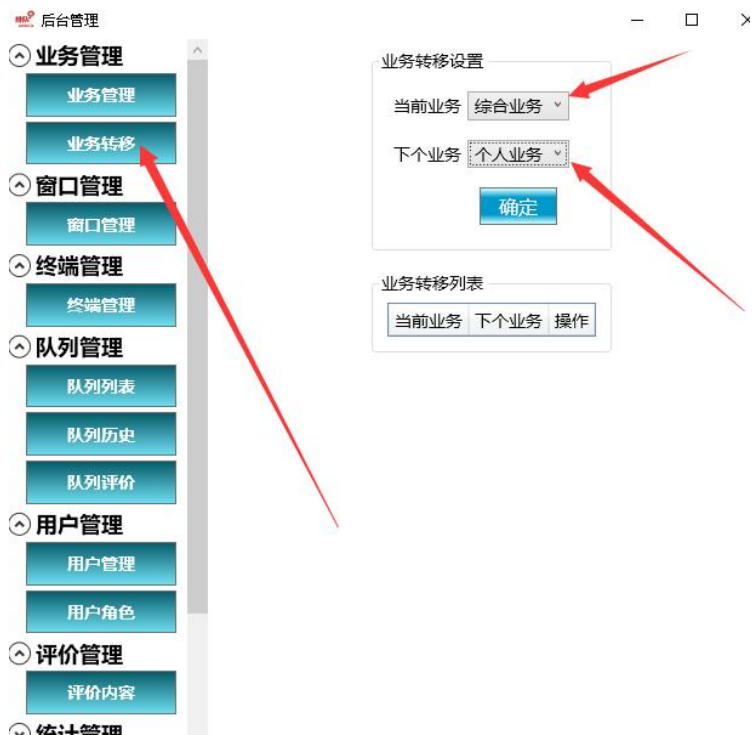 后台管理
业务管理
业务管理
业务转移
窗口管理
窗口管理
终端管理
终端管理
队列管理
队列列表
队列历史
队列评价
用户管理
用户管理
用户角色
评价管理
评价内容
统计管理
业务转移设置
当前业务 综合业务
下个业务 个人业务
确定
业务转移列表
当前业务 下个业务 操作